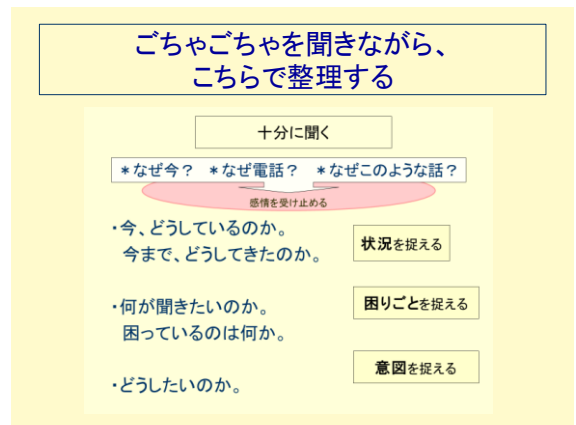 ごちゃごちゃを聞きながら、
こちらで整理する
十分に聞く
＊なぜ今？ ＊なぜ電話？ ＊なぜこのような話？
感情を受け止める
・今、どうしているのか。
今まで、どうしてきたのか。
状況を捉える
・何が聞きたいのか。
困っているのは何か。
困りごとを捉える
・どうしたいのか。
意図を捉える